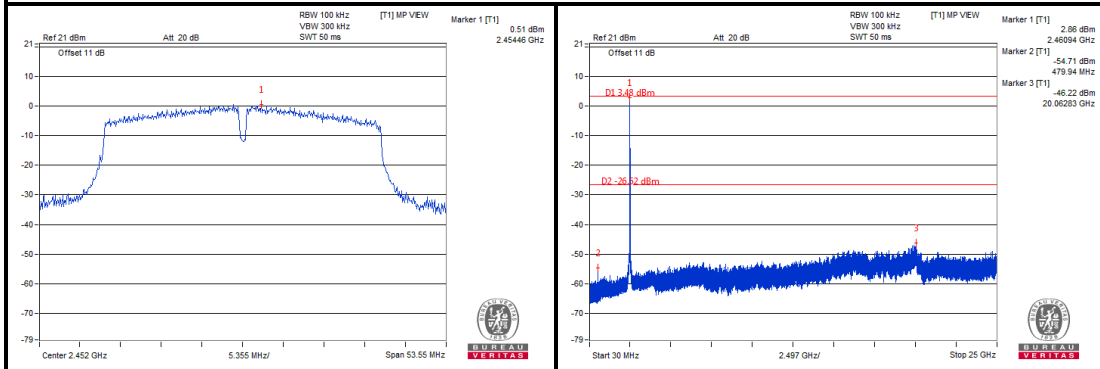 RBW 100 kHz [T1] MP VIEW
VBW 300 kHz
Ref 21 dBm Att 20 dB SWT 50 ms
Marker 1 [T1]
0.51 dBm
2.45446 GHz
21
Offset 11 dB
10
0
-10
-20
-30
-40
-50
-60
-70
-79
1
Center 2.452 GHz 5.355 MHz/ Span 53.55 MHz
BUREAU VERITAS
1828
BUREAU
VERITAS
RBW 100 kHz [T1] MP VIEW
VBW 300 kHz
Ref 21 dBm Att 20 dB SWT 50 ms
Marker 1 [T1]
2.86 dBm
2.46094 GHz
Marker 2 [T1]
-54.71 dBm
479.94 MHz
Marker 3 [T1]
-46.22 dBm
20.06283 GHz
21
Offset 11 dB
10
0
-10
-20
-30
-40
-50
-60
-70
-79
1
D1 3.48 dBm
D2 -26.52 dBm
2
3
Start 30 MHz 2.497 GHz/ Stop 25 GHz
BUREAU VERITAS
1828
BUREAU
VERITAS